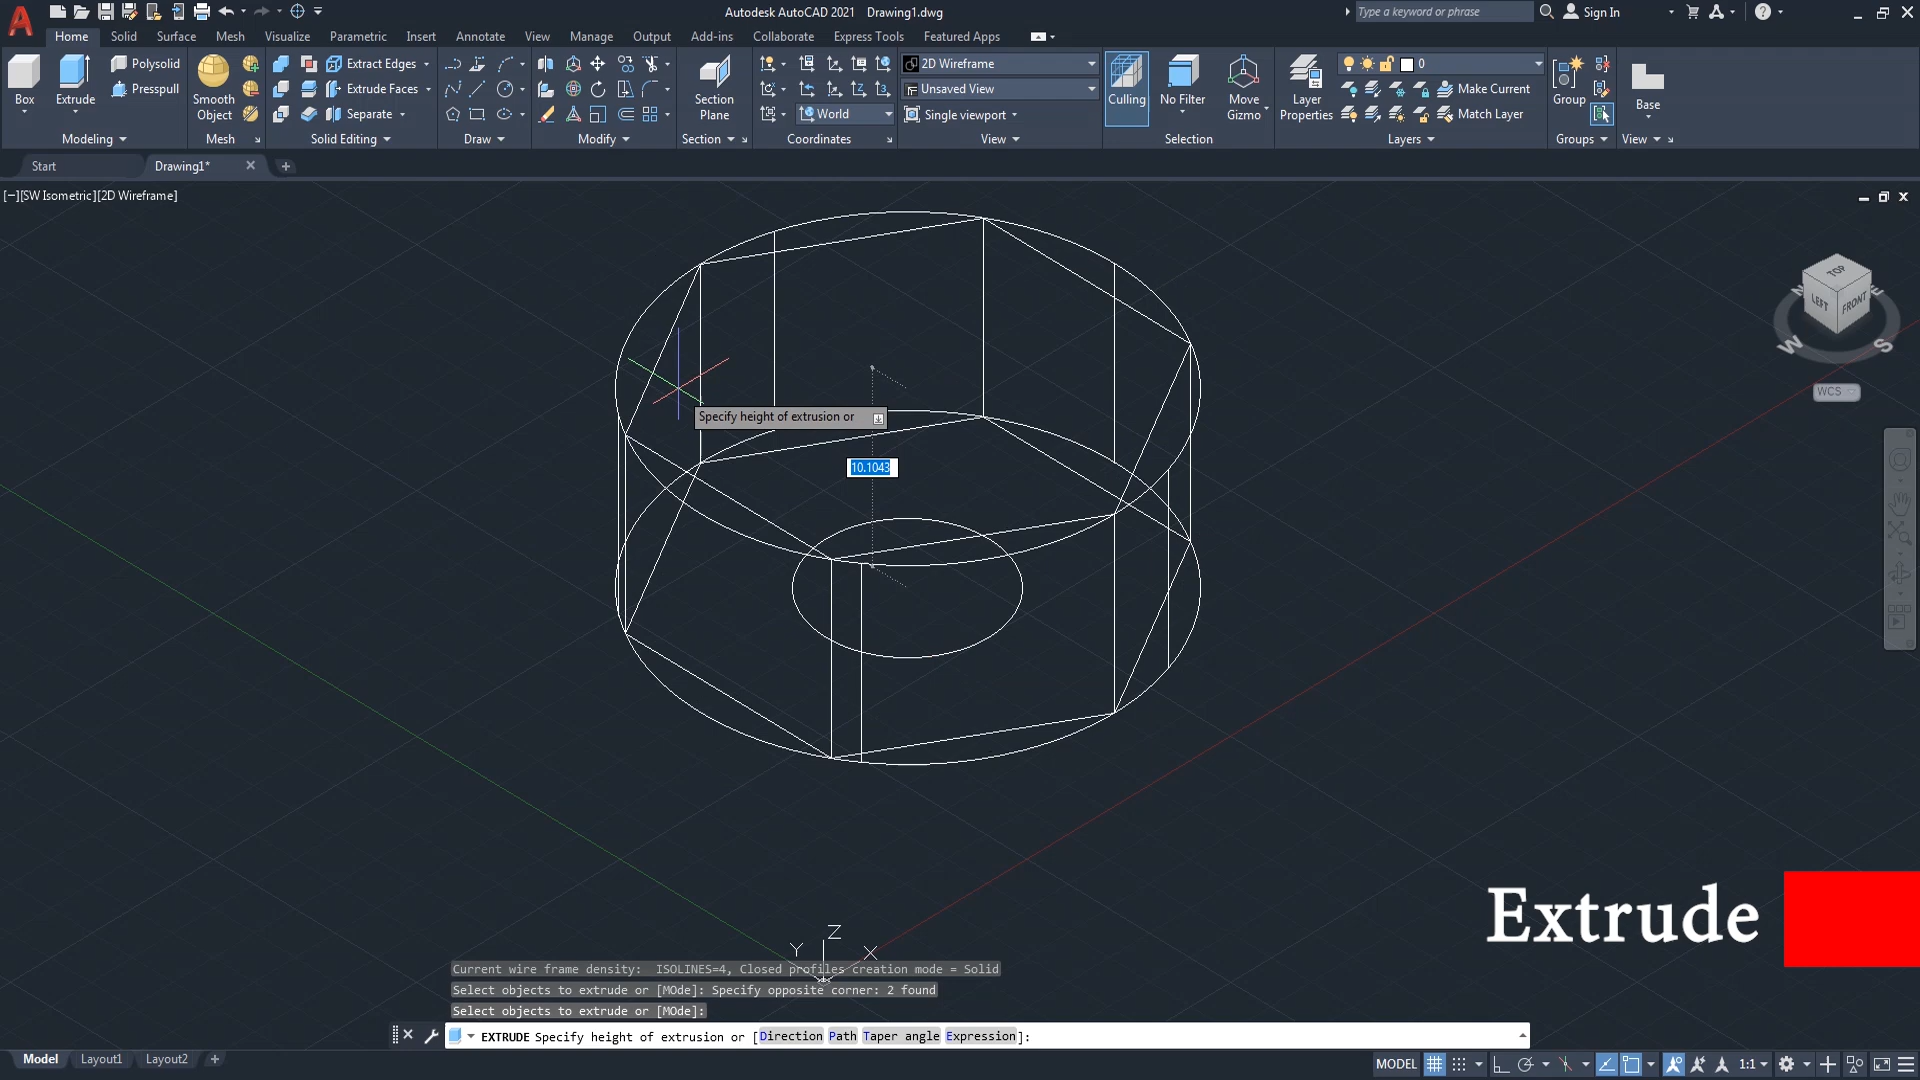 Autodesk AutoCAD 2021 Drawing1.dwg
Type a keyword or phrase
Sign In
Home Solid Surface Mesh Visualize Parametric Insert Annotate View Manage Output Add-ins Collaborate Express Tools Featured Apps
Box
Extrude
Polysolid
Presspull
Modeling
Smooth
Object
Mesh
Extract Edges
Extrude Faces
Separate
Solid Editing
Draw
Modify
Section
Plane
Section
World
Coordinates
2D Wireframe
Unsaved View
Single viewport
View
Culling
No Filter
Move
Gizmo
Selection
Layer
Properties
0
Make Current
Match Layer
Layers
Group
Groups
Base
View
Start
Drawing1*
[−][SW Isometric][2D Wireframe]
TOP
LEFT
FRONT
N
E
W
S
WCS
Specify height of extrusion or
10.1043
Extrude
Z
Y
X
Current wire frame density: ISOLINES=4, Closed profiles creation mode = Solid
Select objects to extrude or [MOde]: Specify opposite corner: 2 found
Select objects to extrude or [MOde]:
EXTRUDE Specify height of extrusion or [Direction Path Taper angle Expression]:
Model Layout1 Layout2
MODEL
1:1